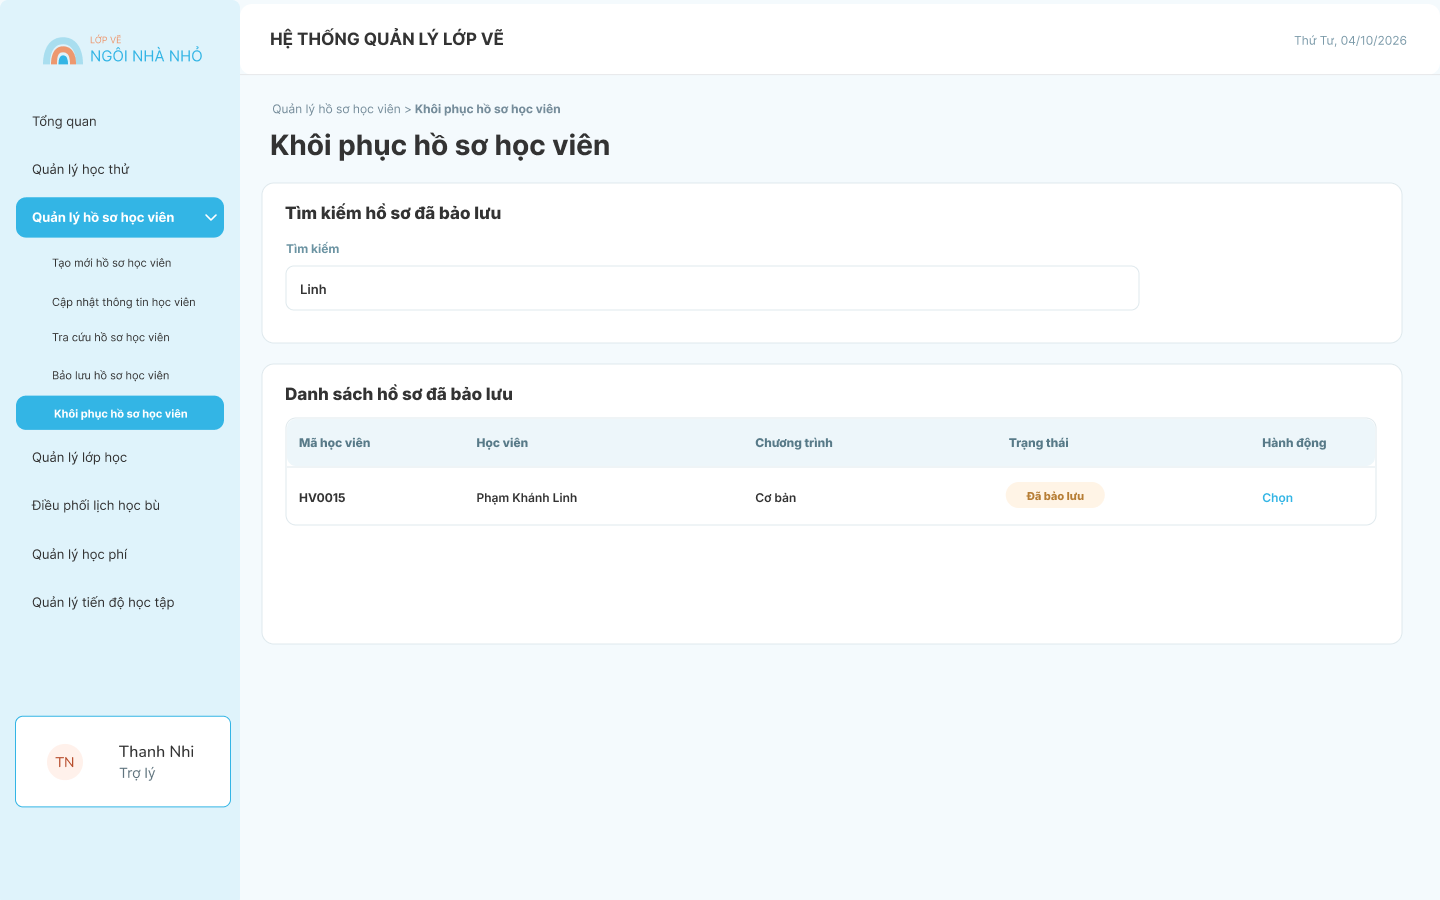 LỚP VẼ
NGÔI NHÀ NHỎ
Tổng quan
Quản lý học thử
Quản lý hồ sơ học viên
Tạo mới hồ sơ học viên
Cập nhật thông tin học viên
Tra cứu hồ sơ học viên
Bảo lưu hồ sơ học viên
Khôi phục hồ sơ học viên
Quản lý lớp học
Điều phối lịch học bù
Quản lý học phí
Quản lý tiến độ học tập
TN
Thanh Nhi
Trợ lý
HỆ THỐNG QUẢN LÝ LỚP VẼ
Thứ Tư, 04/10/2026
Quản lý hồ sơ học viên > Khôi phục hồ sơ học viên
Khôi phục hồ sơ học viên
Tìm kiếm hồ sơ đã bảo lưu
Tìm kiếm
Linh
Danh sách hồ sơ đã bảo lưu
Mã học viên Học viên Chương trình Trạng thái Hành động
HV0015 Phạm Khánh Linh Cơ bản Đã bảo lưu Chọn